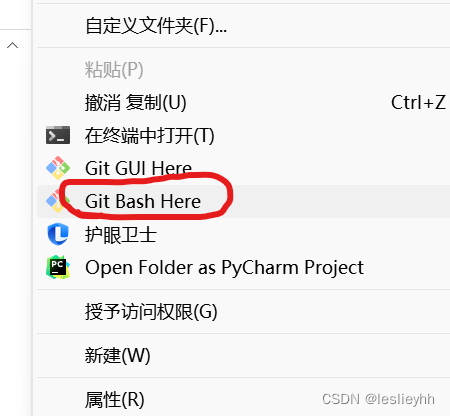 自定义文件夹(F)...
粘贴(P)
撤消 复制(U) Ctrl+Z
在终端中打开(T)
Git GUI Here
Git Bash Here
护眼卫士
PC
Open Folder as PyCharm Project
授予访问权限(G)
新建(W)
属性(R)
CSDN @leslieyhh